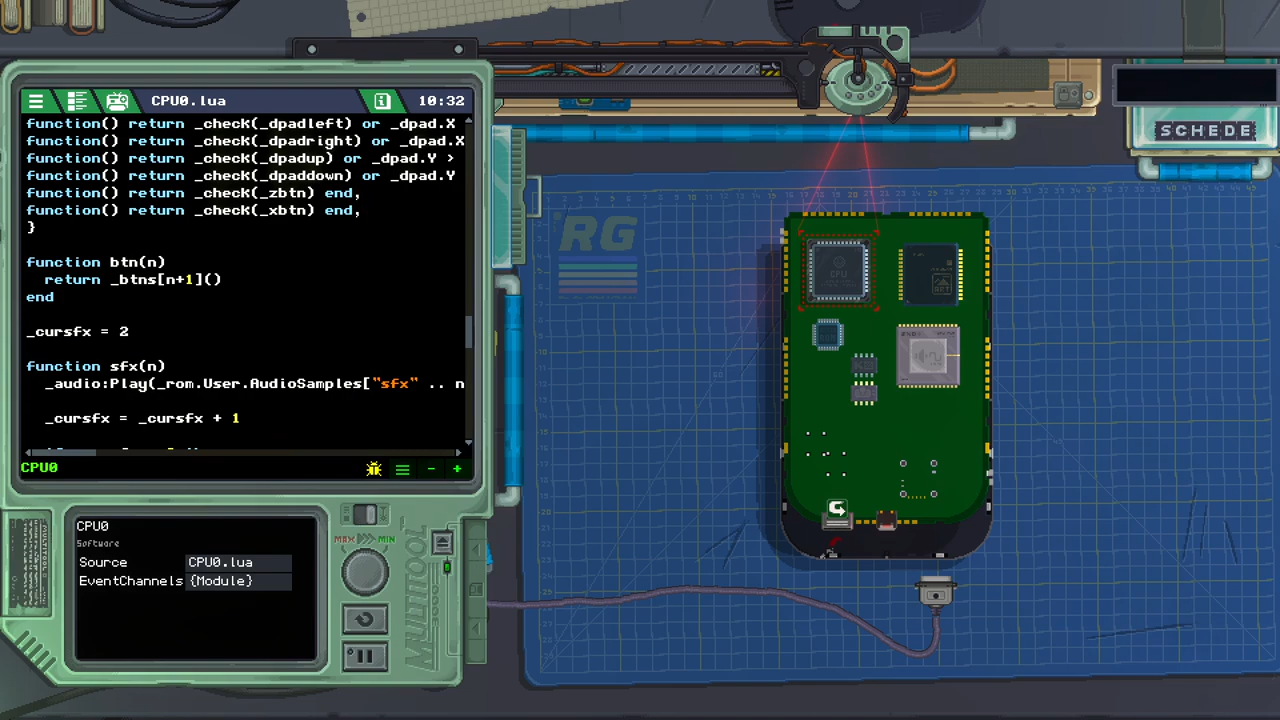 CPU0.lua
10:32
function() return _check(_dpadleft) or _dpad.X
function() return _check(_dpadright) or _dpad.X
function() return _check(_dpadup) or _dpad.Y >
function() return _check(_dpaddown) or _dpad.Y
function() return _check(_zbtn) end,
function() return _check(_xbtn) end,
}
function btn(n)
return _btns[n+1]()
end
_cursfx = 2
function sfx(n)
_audio:Play(_rom.User.AudioSamples["sfx" .. n
_cursfx = _cursfx + 1
CPU0
CPU0
Software
Source CPU0.lua
EventChannels {Module}
MAX MIN
MULTITOOL
SCHEDE
RG
CPU